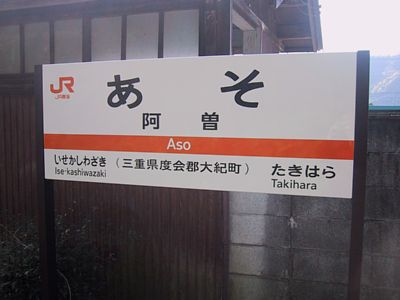 JR
JR東海
あそ
阿曽
Aso
いせかしわざき
Ise-kashiwazaki
（三重県度会郡大紀町）
たきはら
Takihara